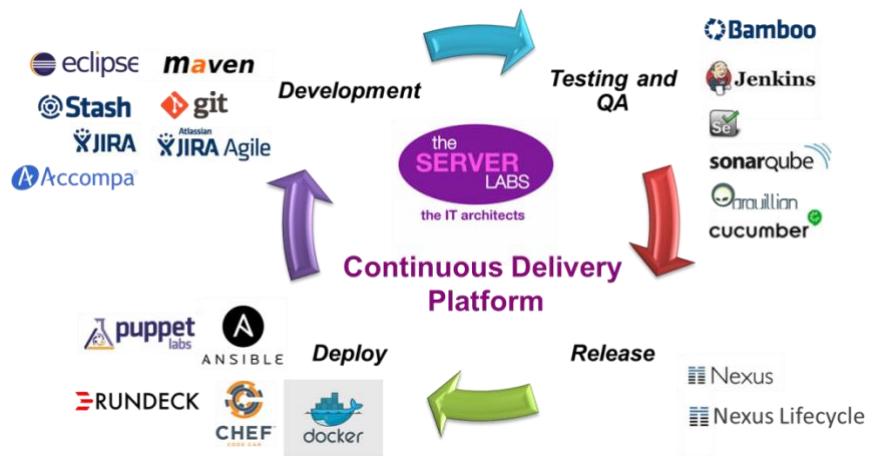 eclipse
maven
Stash
git
JIRA
Atlassian
JIRA Agile
Accompa
Development
Testing and
QA
Bamboo
Jenkins
Se
sonarqube
cucumber
the
SERVER
LABS
the IT architects
Continuous Delivery
Platform
puppet
labs
A
ANSIBLE
Deploy
Release
RUNDECK
CHEF
CODE CAN
docker
Nexus
Nexus Lifecycle